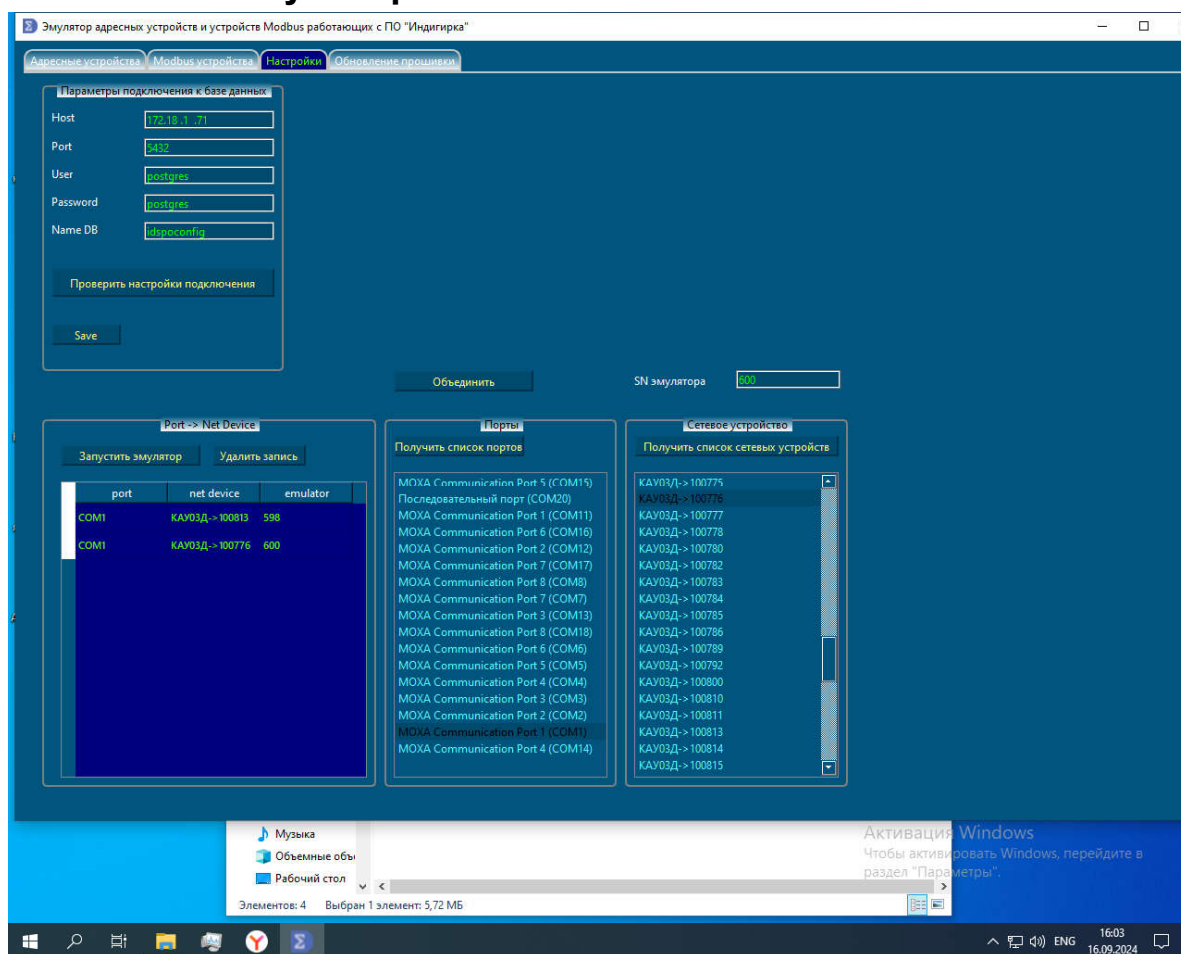 Эмулятор адресных устройств и устройств Modbus работающих с ПО "Индигирка"
Адресные устройства Modbus устройства Настройки Обновление прошивки
Параметры подключения к базе данных
Host 172.18 .1 .71
Port 5432
User postgres
Password postgres
Name DB idspoconfig
Проверить настройки подключения
Save
Объединить SN эмулятора 600
Port -> Net Device
Запустить эмулятор Удалить запись
port net device emulator
COM1 КАУ03Д->100813 598
COM1 КАУ03Д->100776 600
Порты
Получить список портов
MOXA Communication Port 5 (COM15)
Последовательный порт (COM20)
MOXA Communication Port 1 (COM11)
MOXA Communication Port 6 (COM16)
MOXA Communication Port 2 (COM12)
MOXA Communication Port 7 (COM17)
MOXA Communication Port 8 (COM8)
MOXA Communication Port 7 (COM7)
MOXA Communication Port 3 (COM13)
MOXA Communication Port 8 (COM18)
MOXA Communication Port 6 (COM6)
MOXA Communication Port 5 (COM5)
MOXA Communication Port 4 (COM4)
MOXA Communication Port 3 (COM3)
MOXA Communication Port 2 (COM2)
MOXA Communication Port 1 (COM1)
MOXA Communication Port 4 (COM14)
Сетевое устройство
Получить список сетевых устройств
КАУ03Д->100775
КАУ03Д->100776
КАУ03Д->100777
КАУ03Д->100778
КАУ03Д->100780
КАУ03Д->100782
КАУ03Д->100783
КАУ03Д->100784
КАУ03Д->100785
КАУ03Д->100786
КАУ03Д->100789
КАУ03Д->100792
КАУ03Д->100800
КАУ03Д->100810
КАУ03Д->100811
КАУ03Д->100813
КАУ03Д->100814
КАУ03Д->100815
Музыка
Объемные объ
Рабочий стол
Элементов: 4 Выбран 1 элемент: 5,72 МБ
Активация Windows
Чтобы активировать Windows, перейдите в
раздел "Параметры".
ENG 16:03
16.09.2024